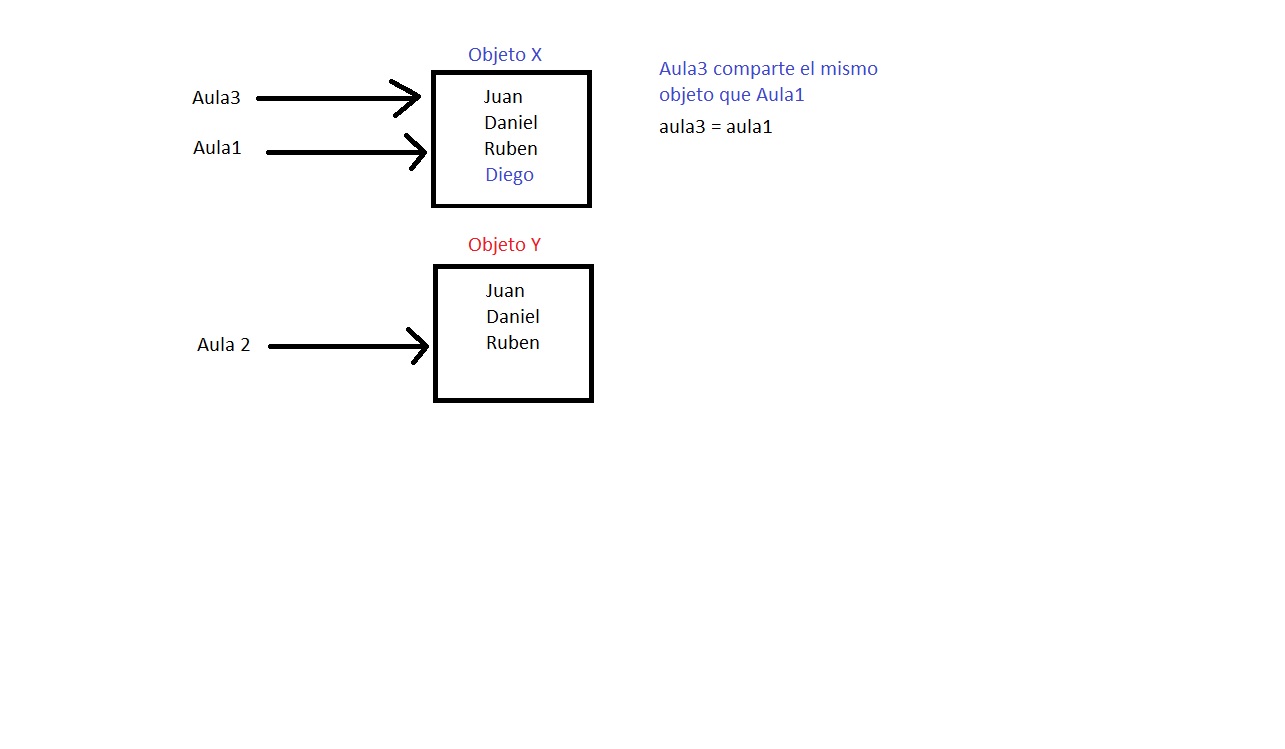 Objeto X
Aula3
Aula1
Juan
Daniel
Ruben
Diego
Aula3 comparte el mismo
objeto que Aula1
aula3 = aula1
Objeto Y
Aula 2
Juan
Daniel
Ruben